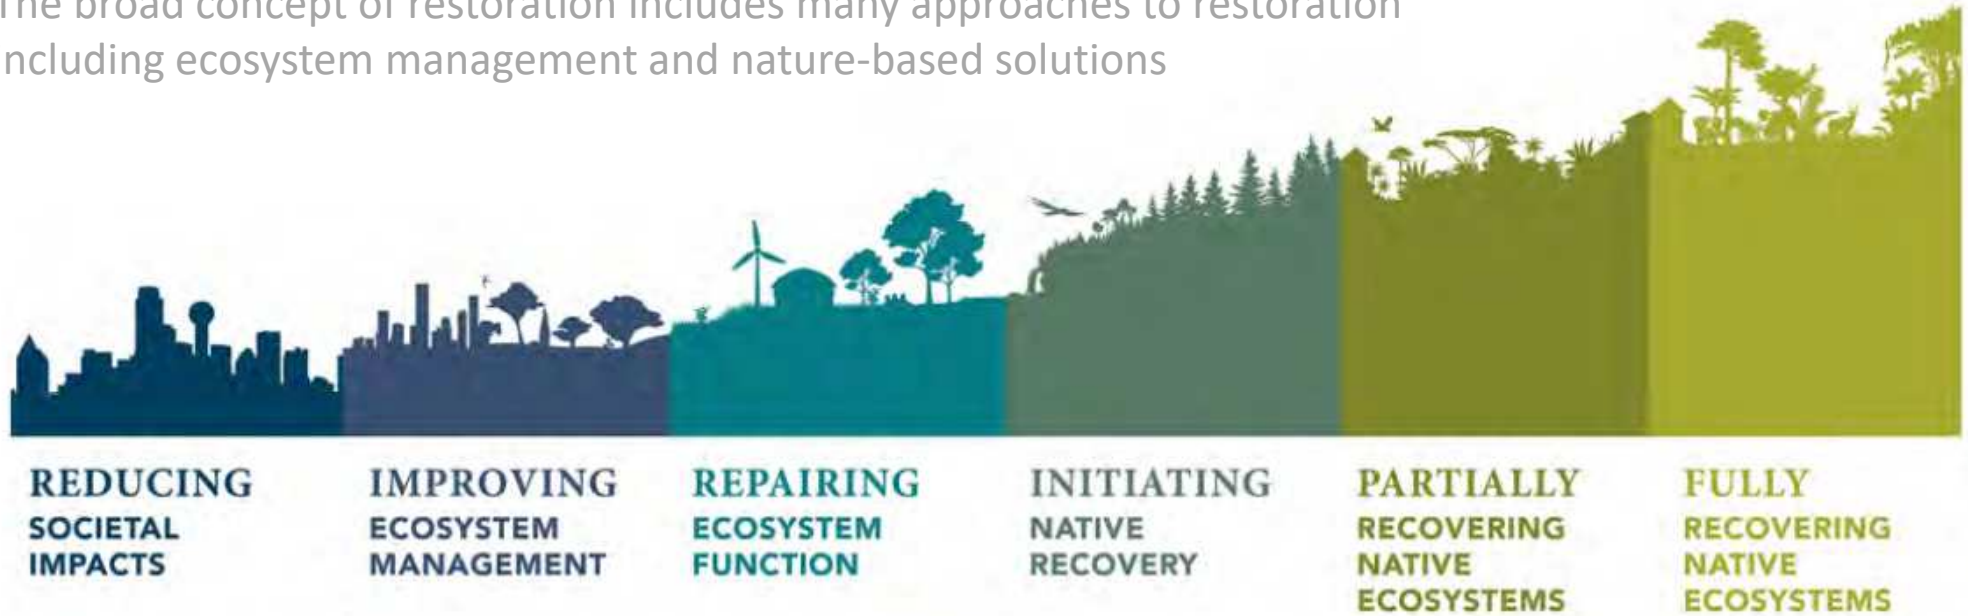 The broad concept of restoration includes many approaches to restoration
including ecosystem management and nature-based solutions
REDUCING
SOCIETAL
IMPACTS
IMPROVING
ECOSYSTEM
MANAGEMENT
REPAIRING
ECOSYSTEM
FUNCTION
INITIATING
NATIVE
RECOVERY
PARTIALLY
RECOVERING
NATIVE
ECOSYSTEMS
FULLY
RECOVERING
NATIVE
ECOSYSTEMS